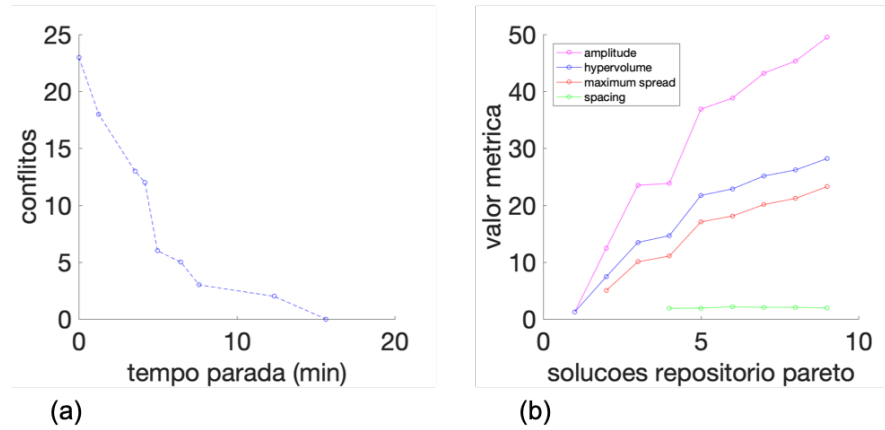 25
20
15
10
5
0
conflitos
0
10
20
tempo parada (min)
(a)
50
40
30
20
10
0
valor metrica
amplitude
hypervolume
maximum spread
spacing
0
5
10
solucoes repositorio pareto
(b)